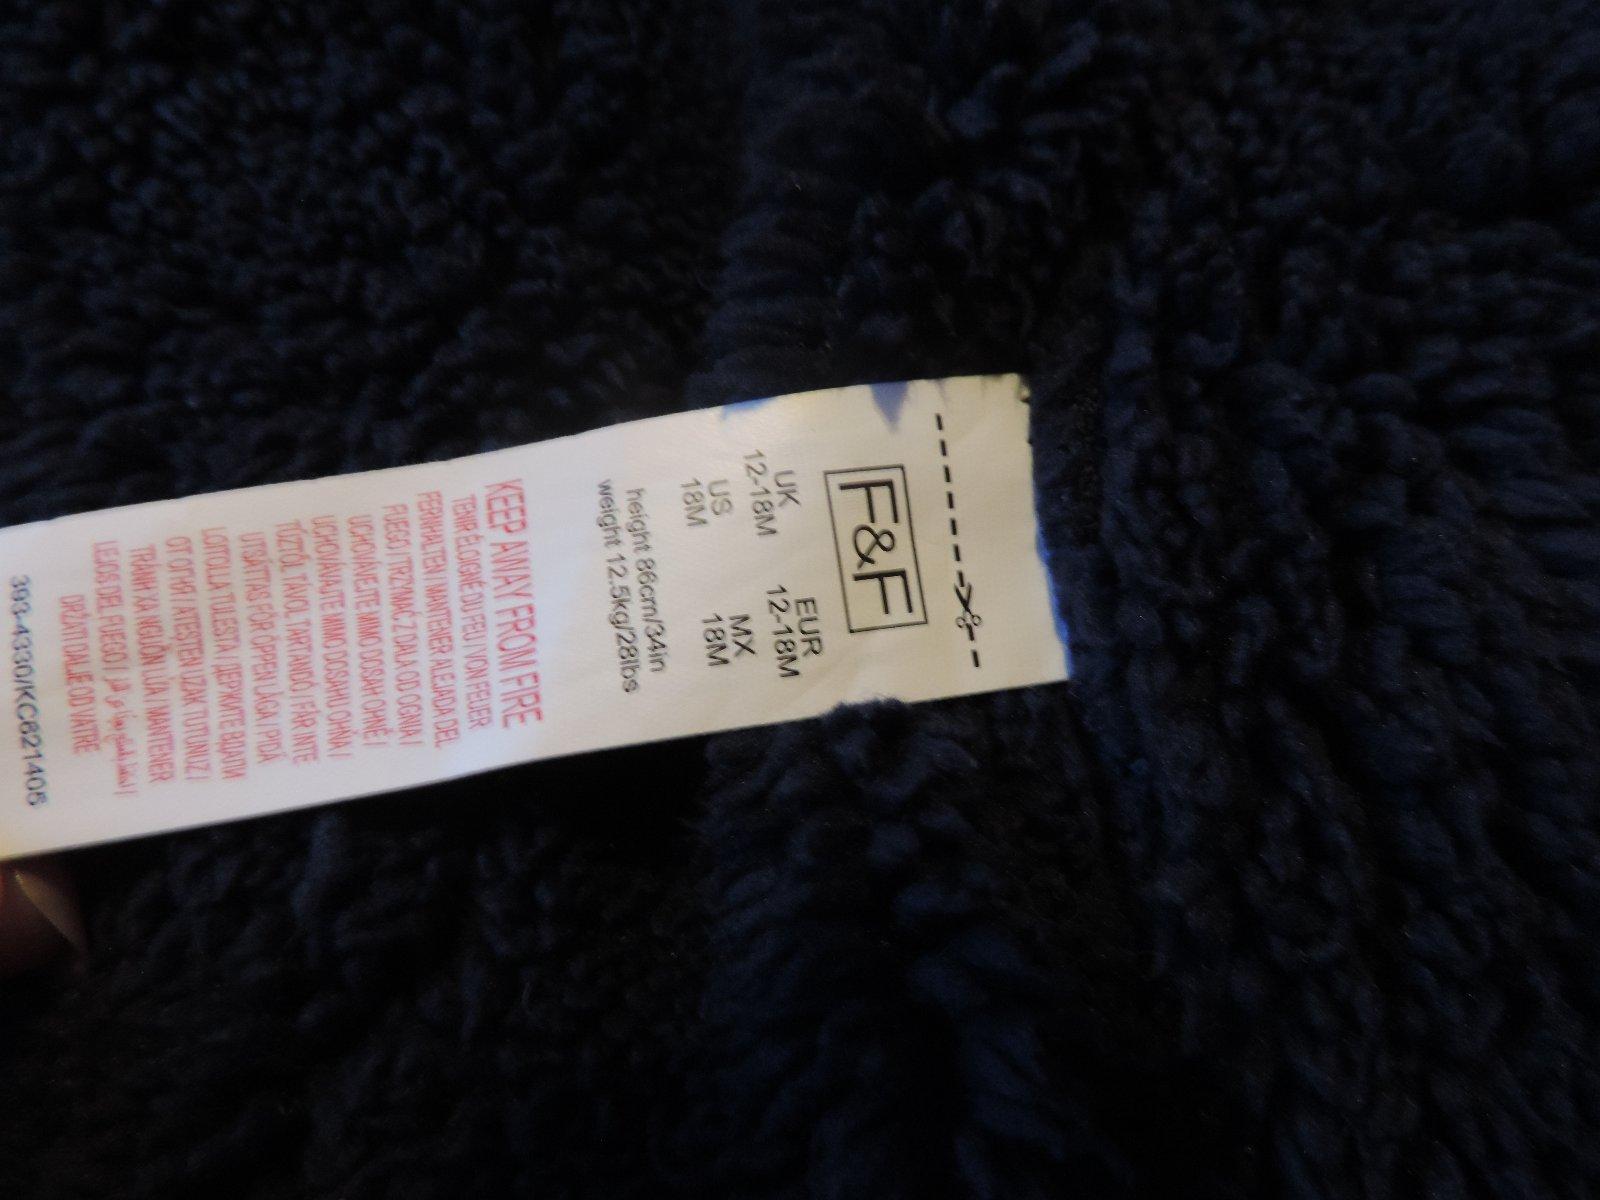 F&F
UK EUR
12-18M 12-18M
US MX
18M 18M
height 86cm/34in
weight 12.5kg/28lbs
KEEP AWAY FROM FIRE
TENIR ÉLOIGNÉ DU FEU / VON FEUER
FERNHALTEN / MANTENER ALEJADA DEL
FUEGO / TRZYMAĆ Z DALA OD OGNIA /
UCHOVÁVEJTE MIMO DOSAH OHNĚ /
UCHOVÁVAJTE MIMO DOSAHU OHŇA /
TŰZTŐL TÁVOL TARTANDÓ / FAR INTE
UTSÄTTAS FÖR ÖPPEN LÅGA / PIDÄ
LOITOLLA TULESTA / ДЕРЖИТЕ ВДАЛИ
ОТ ОГНЯ / ATEŞTEN UZAK TUTUNUZ /
TRÁNH XA NGUỒN LỬA / MANTENER
LEJOS DEL FUEGO /
DRŽATI DALJE OD VATRE
393-4330/KC621405